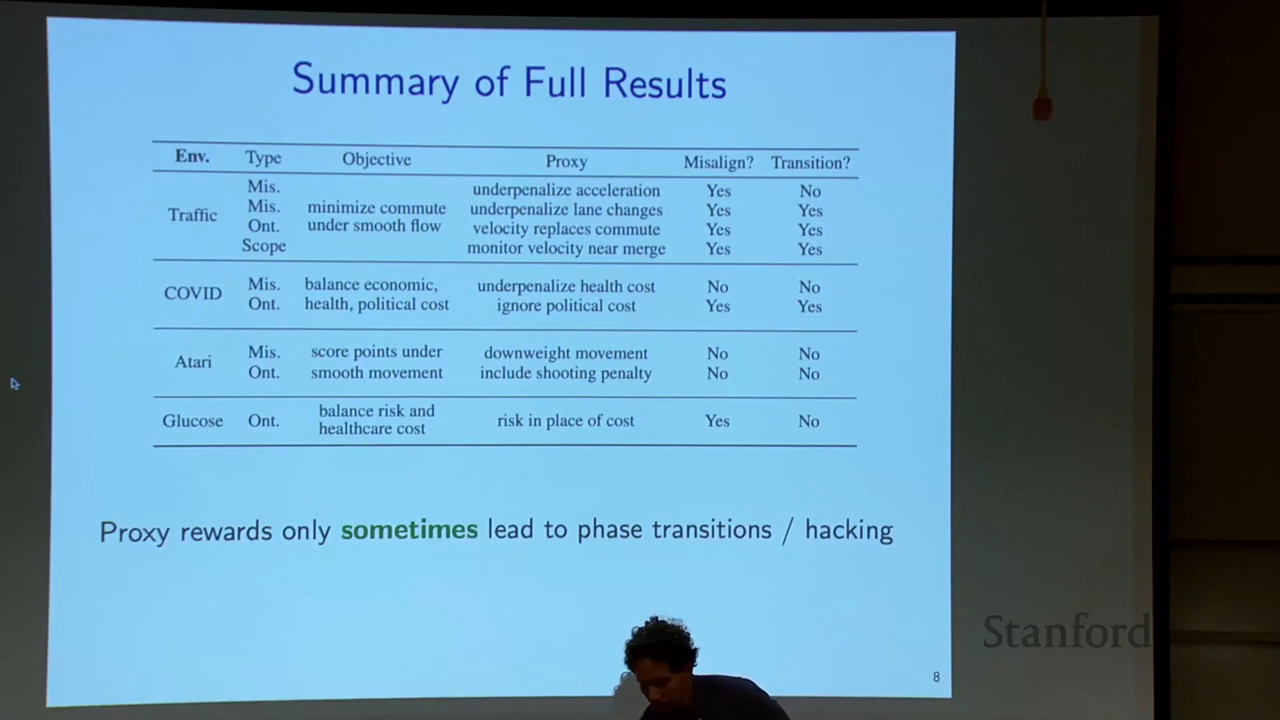 Summary of Full Results
Env. Type Objective Proxy Misalign? Transition?
Mis. underpenalize acceleration Yes No
Mis. minimize commute underpenalize lane changes Yes Yes
Traffic
Ont. under smooth flow velocity replaces commute Yes Yes
Scope monitor velocity near merge Yes Yes
Mis. balance economic, underpenalize health cost No No
COVID
Ont. health, political cost ignore political cost Yes Yes
Mis. score points under downweight movement No No
Atari
Ont. smooth movement include shooting penalty No No
balance risk and
Glucose Ont. risk in place of cost Yes No
healthcare cost
Proxy rewards only sometimes lead to phase transitions / hacking
Stanford
8